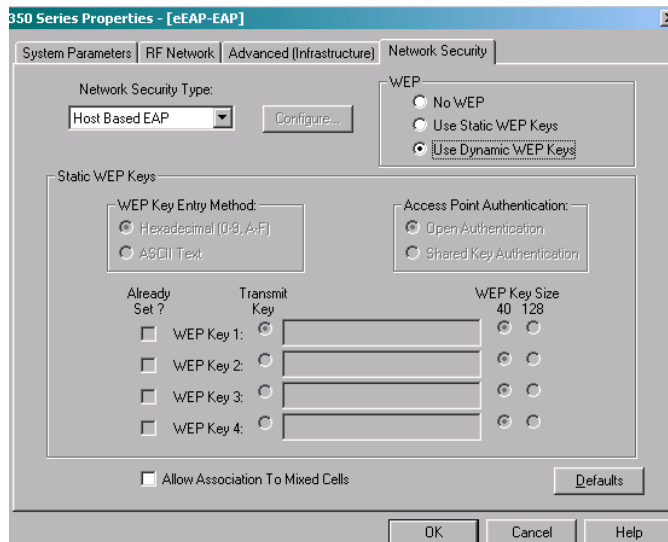 350 Series Properties - [eEAP-EAP]
System Parameters RF Network Advanced (Infrastructure) Network Security
Network Security Type:
Host Based EAP
Configure...
WEP
No WEP
Use Static WEP Keys
Use Dynamic WEP Keys
Static WEP Keys
WEP Key Entry Method:
Hexadecimal (0-9, A-F)
ASCII Text
Access Point Authentication:
Open Authentication
Shared Key Authentication
Already Set ?
Transmit Key
WEP Key Size
40 128
WEP Key 1:
WEP Key 2:
WEP Key 3:
WEP Key 4:
Allow Association To Mixed Cells
Defaults
OK Cancel Help